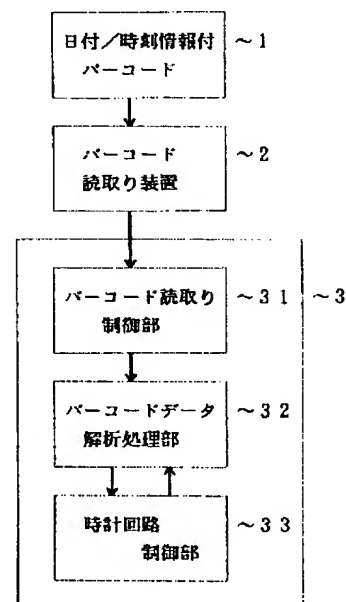 日付／時刻情報付 ～1
バーコード
バーコード ～2
読取り装置
バーコード読取り ～31 ～3
制御部
バーコードデータ ～32
解析処理部
時計回路 ～33
制御部